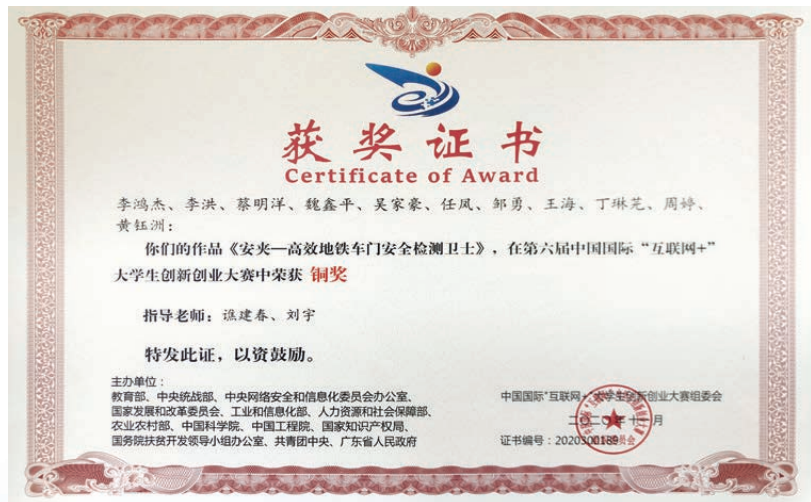 获奖证书
Certificate of Award
李鸿杰、李洪、蔡明洋、魏鑫平、吴家豪、任凤、邹勇、王海、丁琳芫、周婷、
黄钰洲：
你们的作品《安夹—高效地铁车门安全检测卫士》，在第六届中国国际“互联网+”
大学生创新创业大赛中荣获 铜奖
指导老师：谯建春、刘宇
特发此证，以资鼓励。
主办单位：
教育部、中央统战部、中央网络安全和信息化委员会办公室、
国家发展和改革委员会、工业和信息化部、人力资源和社会保障部、
农业农村部、中国科学院、中国工程院、国家知识产权局、
国务院扶贫开发领导小组办公室、共青团中央、广东省人民政府
中国国际“互联网+”大学生创新创业大赛组委会
二〇二〇年十一月
证书编号：2020300189